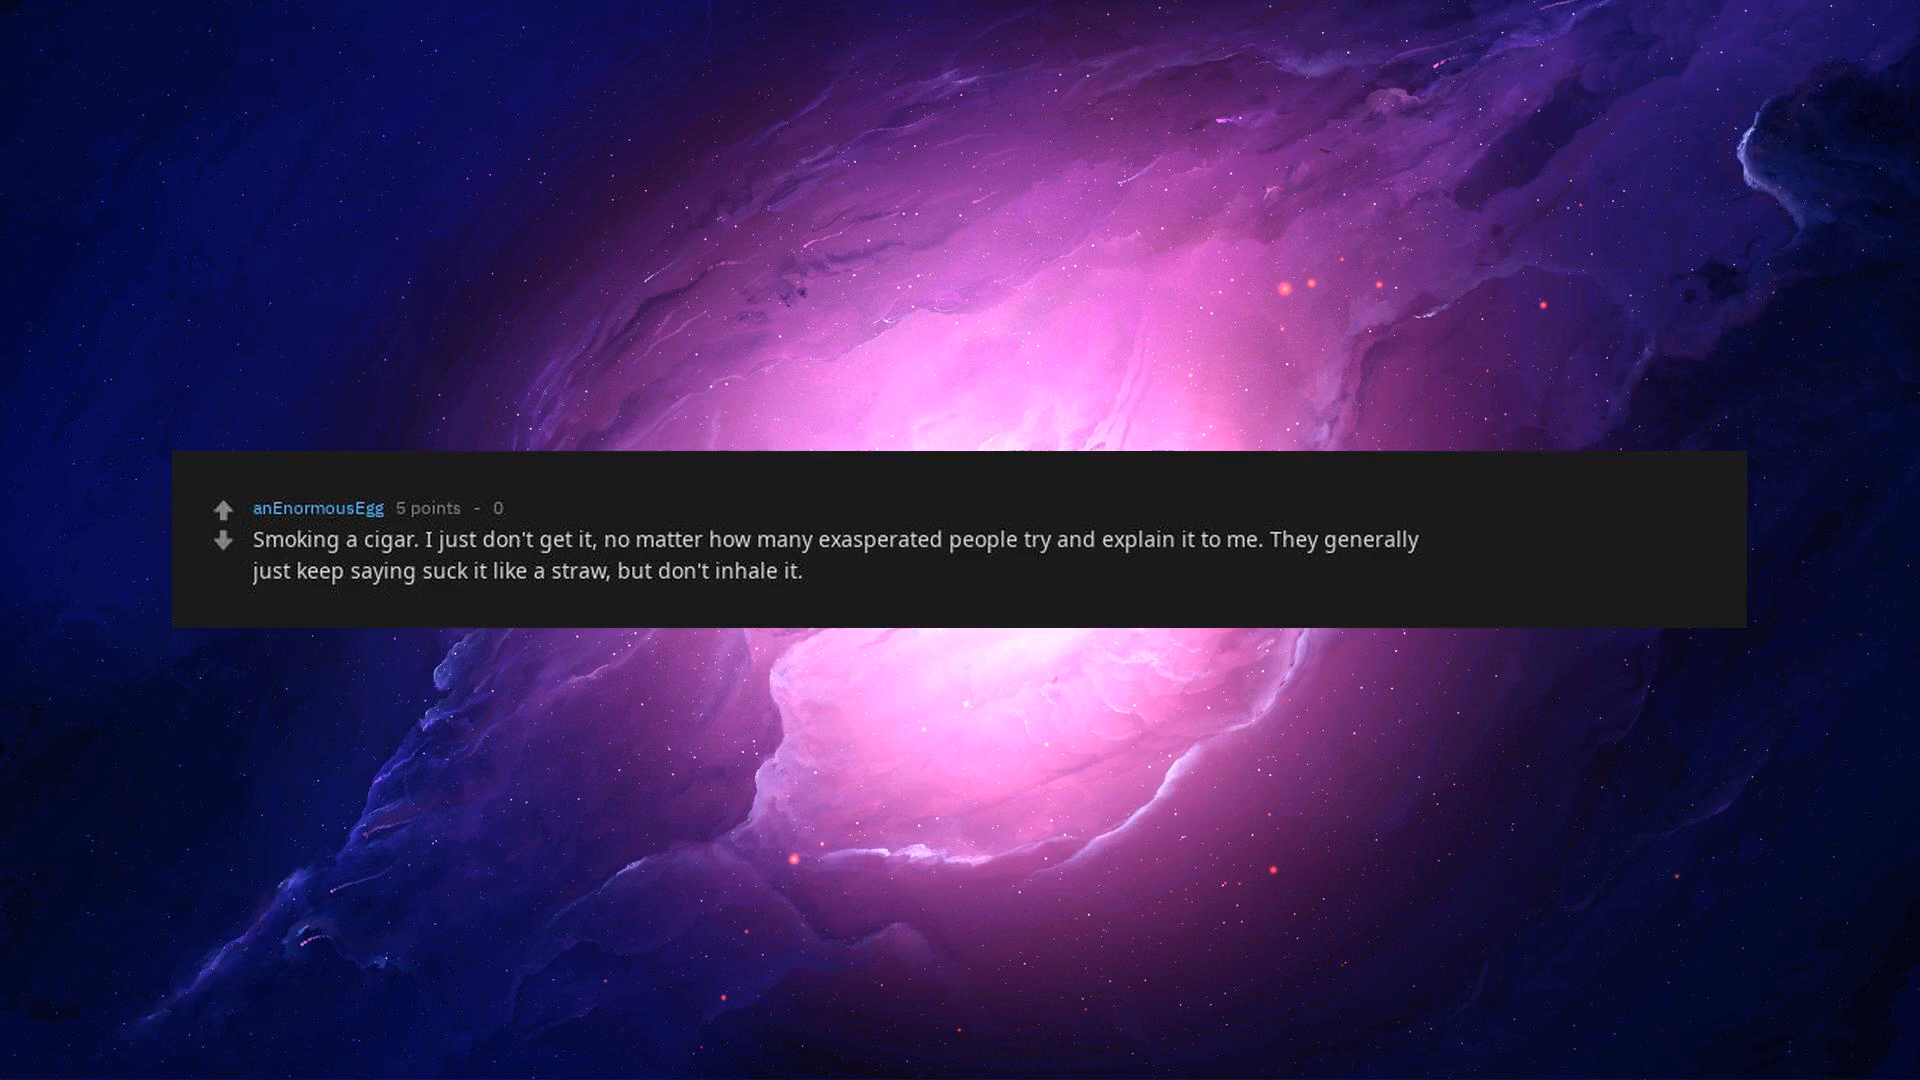 anEnormousEgg 5 points - 0
Smoking a cigar. I just don't get it, no matter how many exasperated people try and explain it to me. They generally
just keep saying suck it like a straw, but don't inhale it.